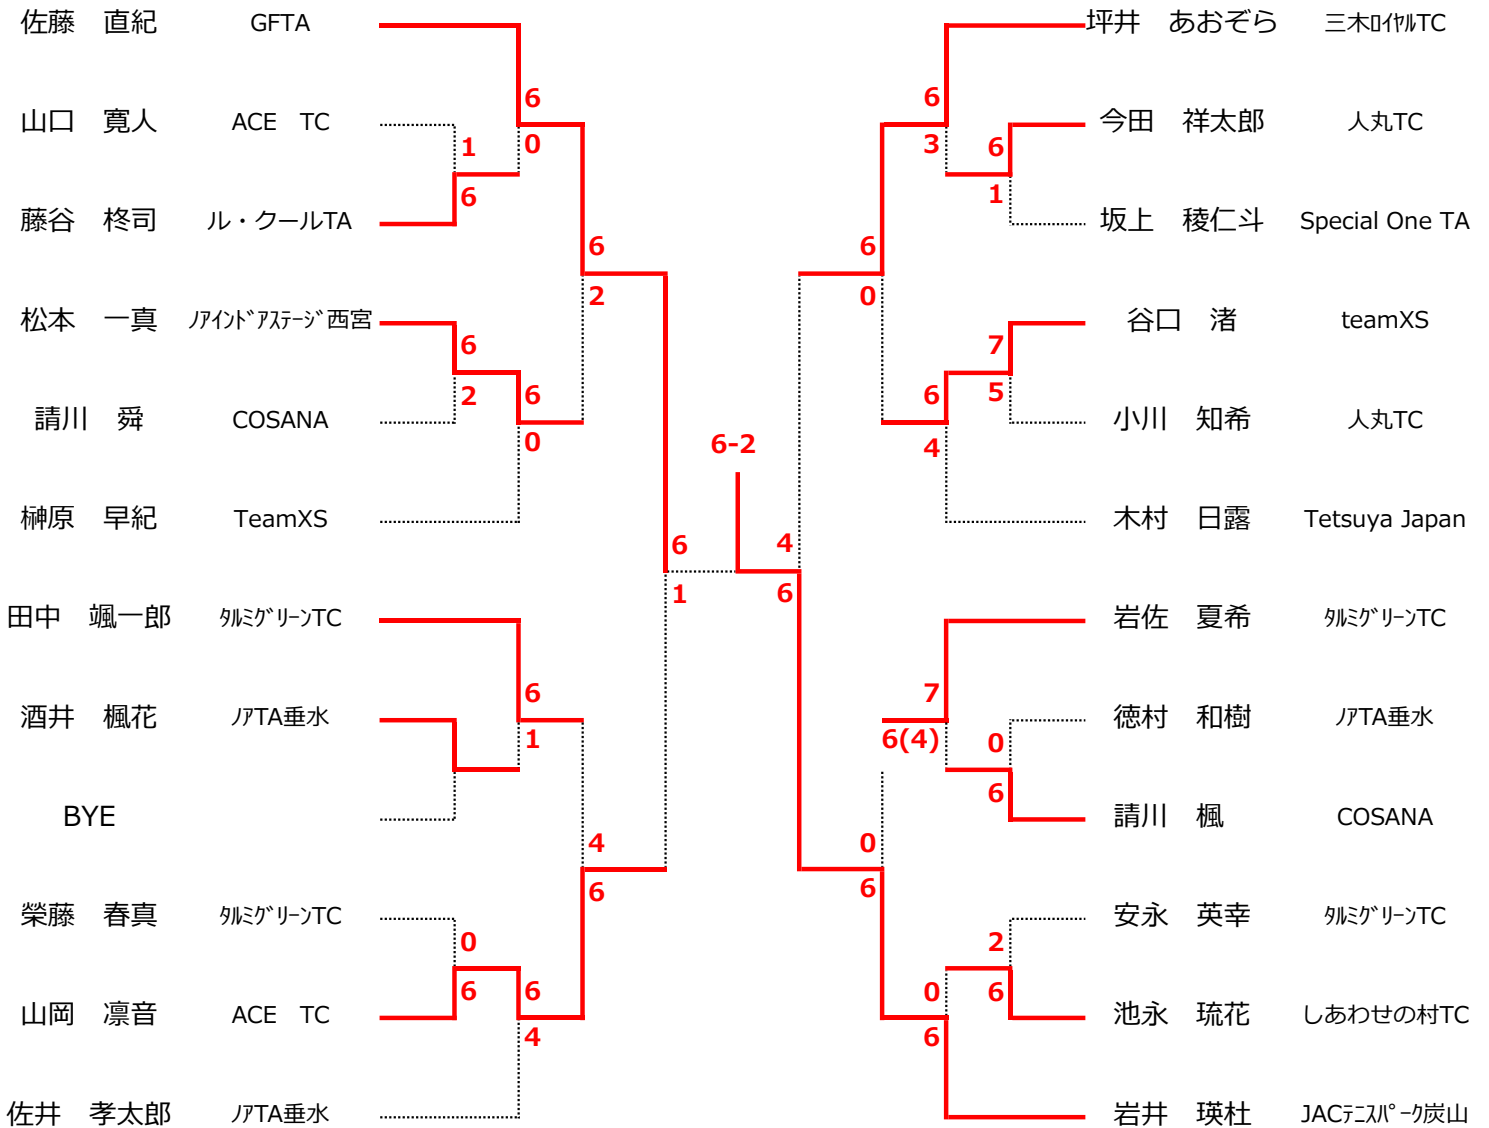 佐藤　直紀 GFTA 坪井　あおぞら 三木ﾛｲﾔﾙTC
6 6
山口　寛人 ACE　TC 今田　祥太郎 人丸TC
1 0 3 6
6 1
藤谷　柊司 ル・クールTA 坂上　稜仁斗 Special One TA
6 6
2 0
松本　一真 ﾉｱｲﾝﾄﾞｱｽﾃｰｼﾞ西宮 谷口　渚 teamXS
6 7
2 6 6 5
請川　舜 COSANA 小川　知希 人丸TC
0 6-2 4
榊原　早紀 TeamXS 木村　日露 Tetsuya Japan
6 4
1 6
田中　颯一郎 ﾀﾙﾐｸﾞﾘｰﾝTC 岩佐　夏希 ﾀﾙﾐｸﾞﾘｰﾝTC
6 7
酒井　楓花 ﾉｱTA垂水 徳村　和樹 ﾉｱTA垂水
1 6(4) 0
6
BYE 請川　楓 COSANA
4 0
6 6
榮藤　春真 ﾀﾙﾐｸﾞﾘｰﾝTC 安永　英幸 ﾀﾙﾐｸﾞﾘｰﾝTC
0 2
6 6 0 6
山岡　凛音 ACE　TC 池永　琉花 しあわせの村TC
4 6
佐井　孝太郎 ﾉｱTA垂水 岩井　瑛杜 JACﾃﾆｽﾊﾟｰｸ炭山